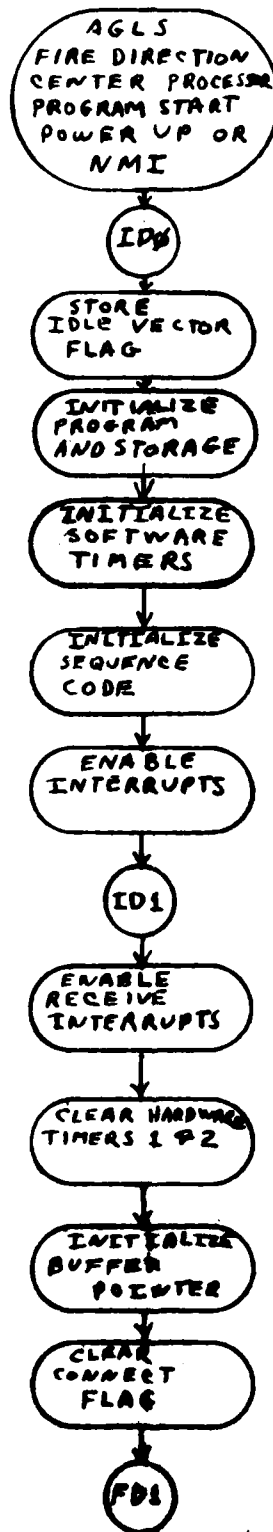 AGLS
FIRE DIRECTION
CENTER PROCESSER
PROGRAM START
POWER UP OR
NMI
IDØ
STORE
IDLE VECTOR
FLAG
INITIALIZE
PROGRAM
AND STORAGE
INITIALIZE
SOFTWARE
TIMERS
INITIALIZE
SEQUENCE
CODE
ENABLE
INTERRUPTS
ID1
ENABLE
RECEIVE
INTERRUPTS
CLEAR HARDWARE
TIMERS 1 & 2
INITIALIZE
BUFFER
POINTER
CLEAR
CONNECT
FLAG
FD1